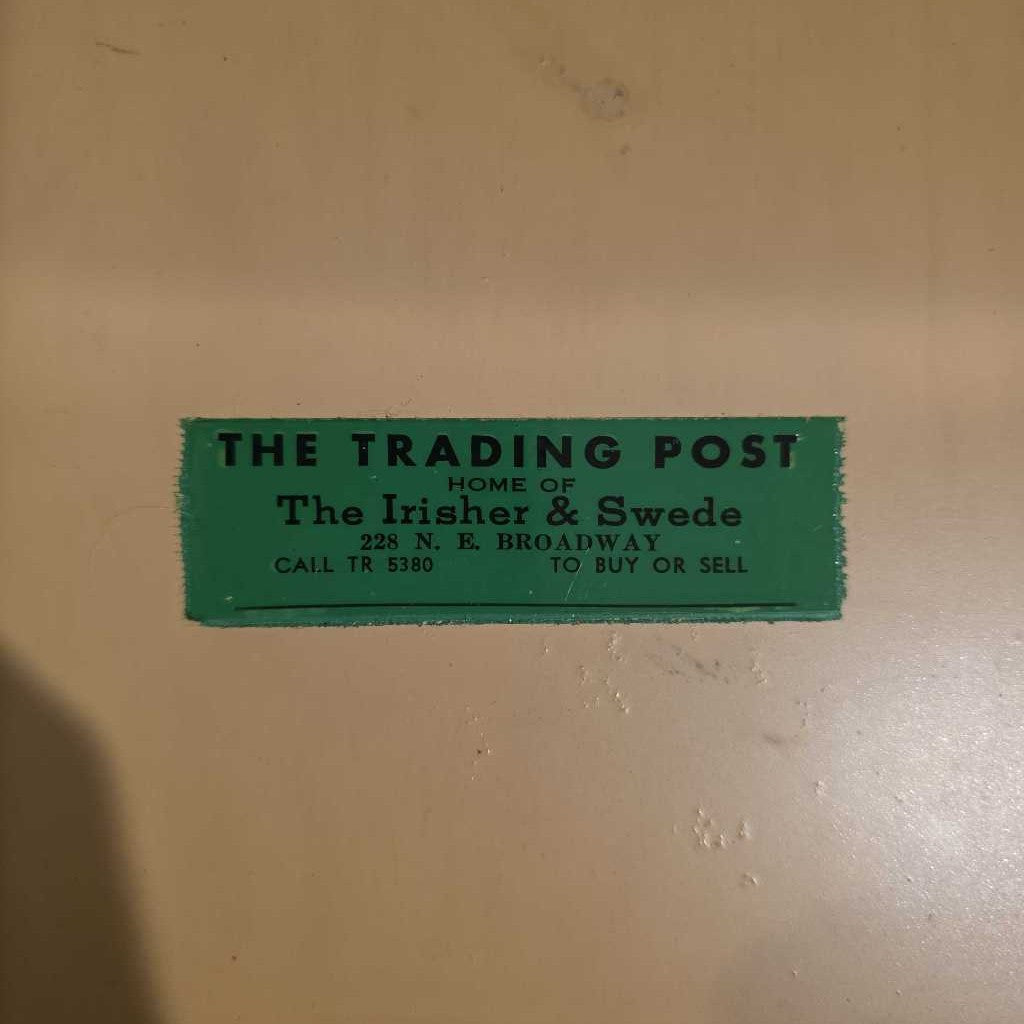 THE TRADING POST
HOME OF
The Irisher & Swede
228 N. E. BROADWAY
CALL TR 5380 TO BUY OR SELL